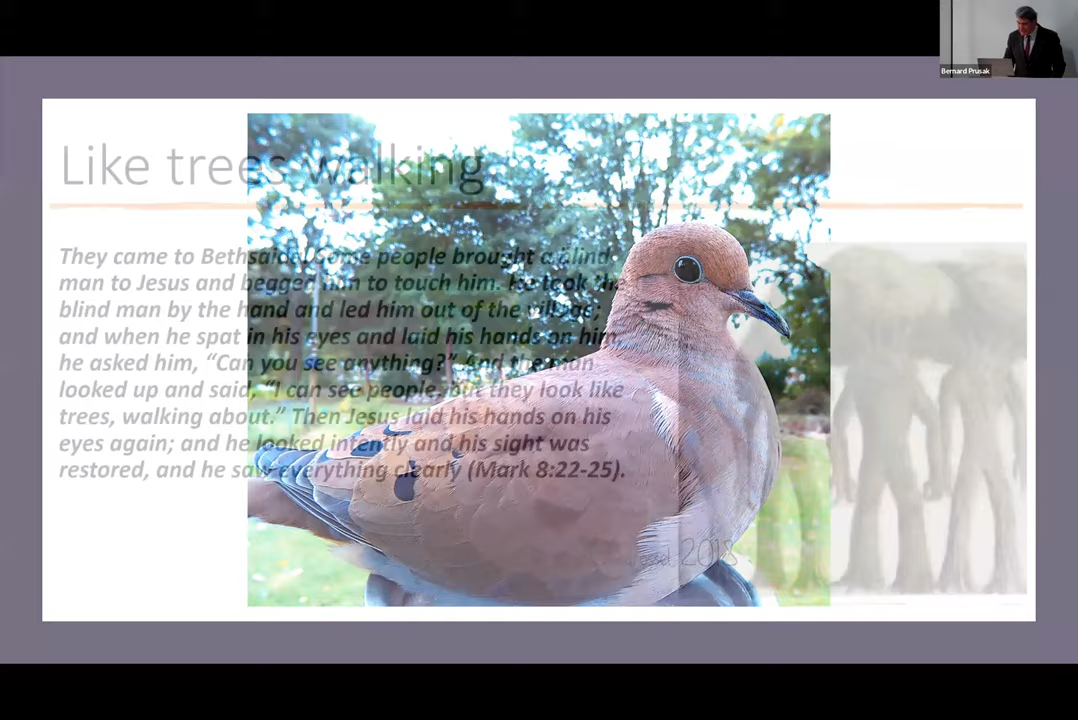 Bernard Prusak
Like trees walking
They came to Bethsaida. Some people brought a blind
man to Jesus and begged him to touch him. He took the
blind man by the hand and led him out of the village;
and when he spat in his eyes and laid his hands on him,
he asked him, “Can you see anything?” And the man
looked up and said, “I can see people, but they look like
trees, walking about.” Then Jesus laid his hands on his
eyes again; and he looked intently and his sight was
restored, and he saw everything clearly (Mark 8:22-25).
2018